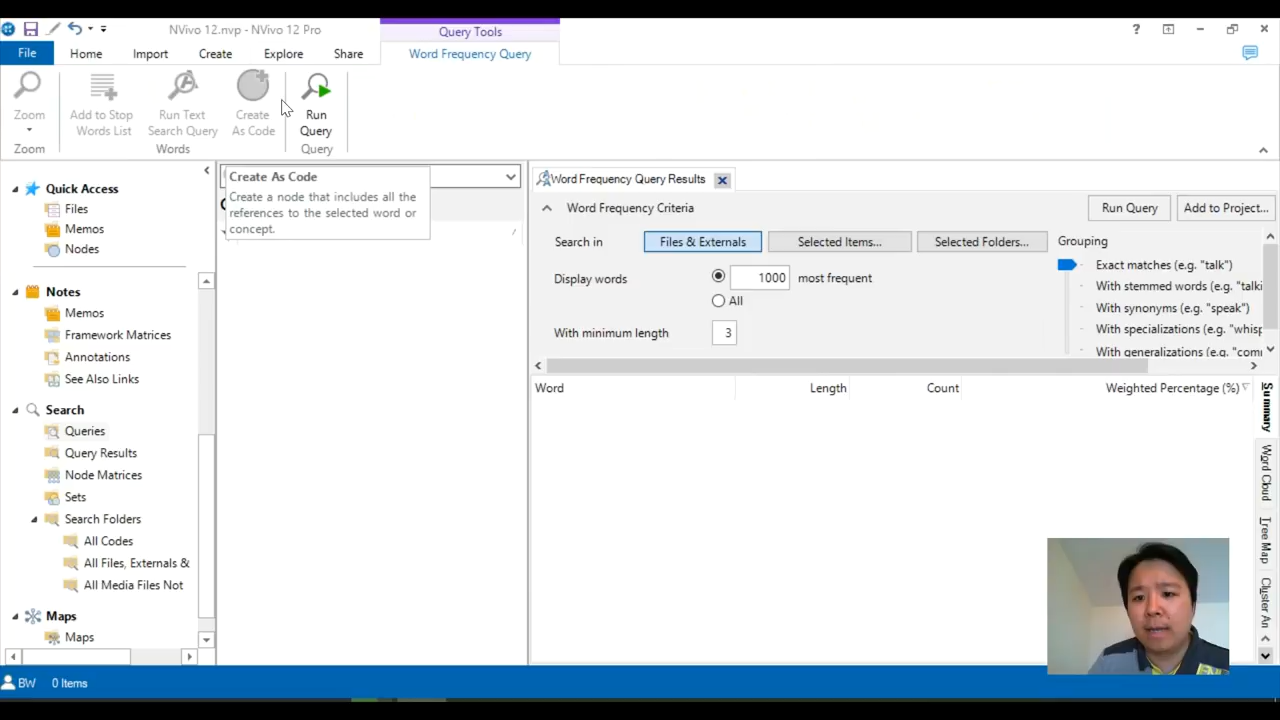 NVivo 12.nvp - NVivo 12 Pro
Query Tools
?
File
Home
Import
Create
Explore
Share
Word Frequency Query
Zoom
Add to Stop
Words List
Run Text
Search Query
Create
As Code
Run
Query
Zoom
Words
Query
Create As Code
Create a node that includes all the
references to the selected word or
concept.
Quick Access
Files
Memos
Nodes
Notes
Memos
Framework Matrices
Annotations
See Also Links
Search
Queries
Query Results
Node Matrices
Sets
Search Folders
All Codes
All Files, Externals &
All Media Files Not
Maps
Maps
Word Frequency Query Results
Word Frequency Criteria
Run Query
Add to Project...
Search in
Files & Externals
Selected Items...
Selected Folders...
Grouping
Display words
1000
most frequent
All
With minimum length
3
Exact matches (e.g. "talk")
With stemmed words (e.g. "talki
With synonyms (e.g. "speak")
With specializations (e.g. "whisp
With generalizations (e.g. "com
Word
Length
Count
Weighted Percentage (%)
Summary
Word Cloud
Tree Map
Cluster An
BW
0 Items